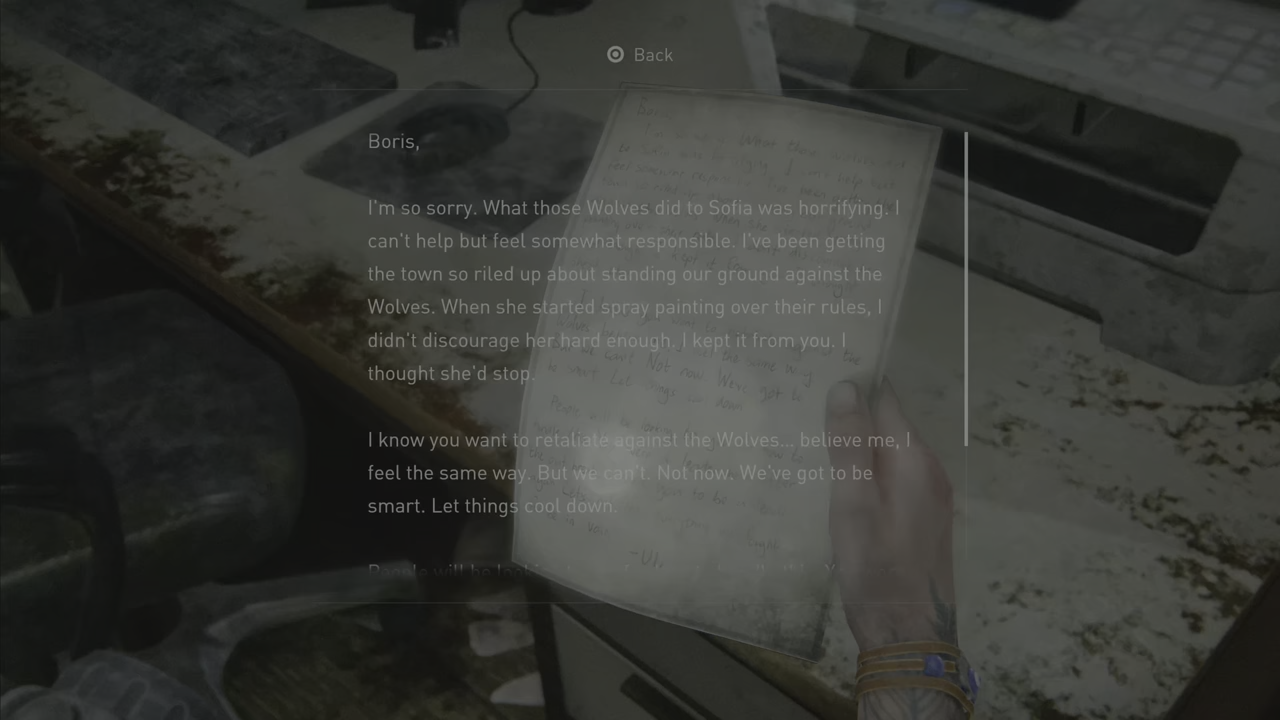 Back
Boris,
I'm so sorry. What those Wolves did to Sofia was horrifying. I
can't help but feel somewhat responsible. I've been getting
the town so riled up about standing our ground against the
Wolves. When she started spray painting over their rules, I
didn't discourage her hard enough. I kept it from you. I
thought she'd stop.
I know you want to retaliate against the Wolves... believe me, I
feel the same way. But we can't. Not now. We've got to be
smart. Let things cool down.
People will be